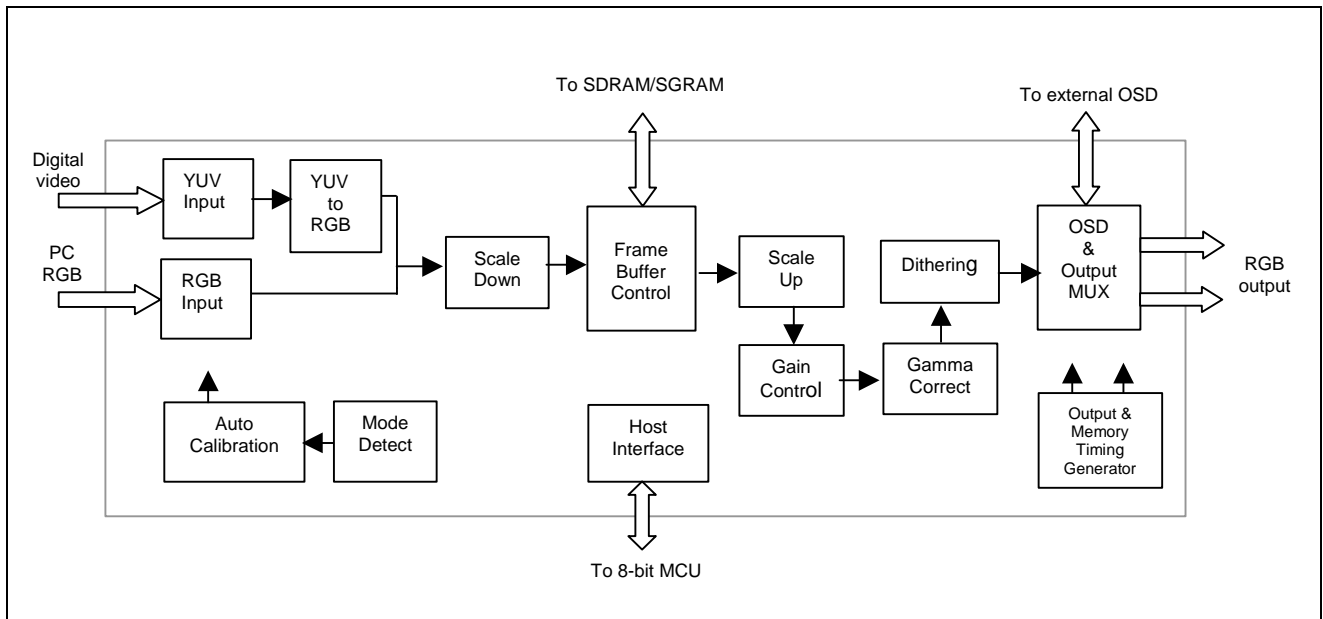 To SDRAM/SGRAM
To external OSD
Digital
video
YUV
Input
YUV
to
RGB
PC
RGB
RGB
Input
Scale
Down
Frame
Buffer
Control
Scale
Up
Dithering
OSD
&
Output
MUX
RGB
output
Gain
Control
Gamma
Correct
Auto
Calibration
Mode
Detect
Host
Interface
Output &
Memory
Timing
Generator
To 8-bit MCU